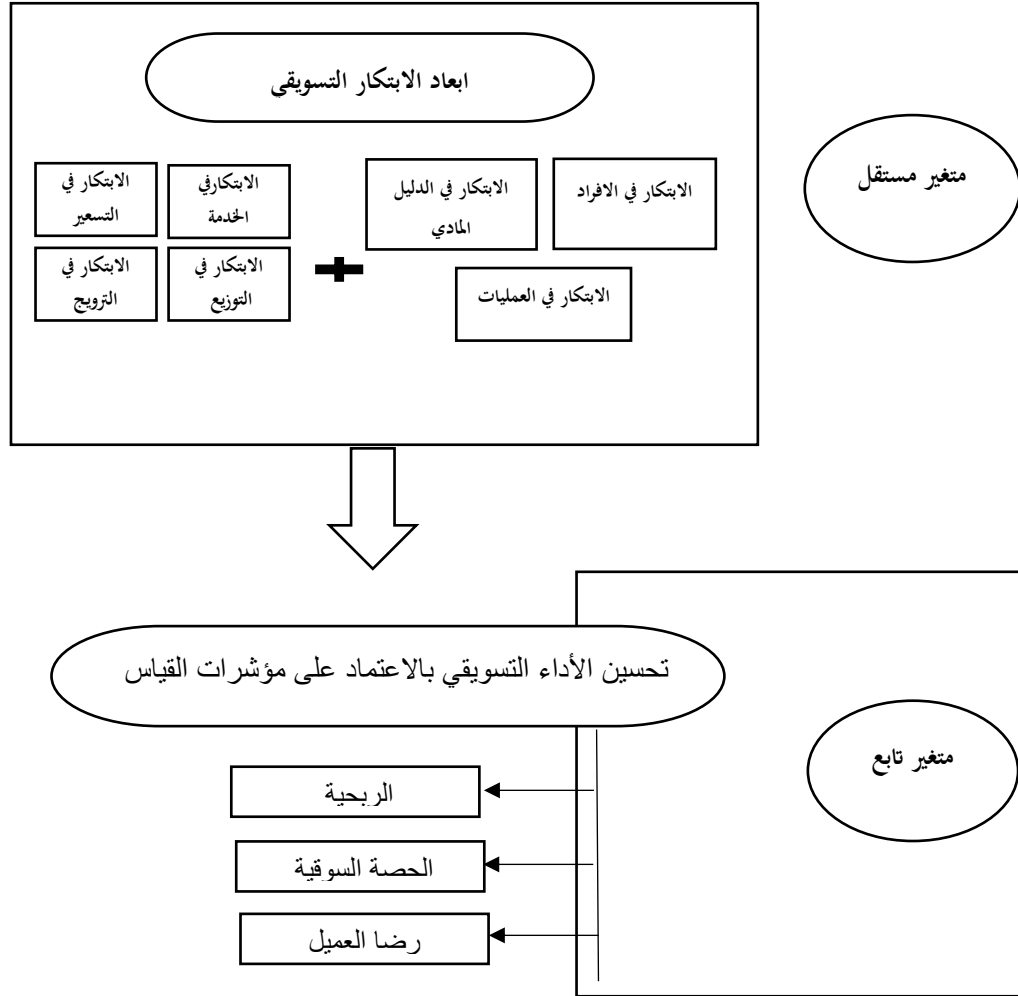 ابعاد الابتكار التسويقي
متغير مستقل
الابتكار في الافراد
الابتكار في الدليل
المادي
الابتكارفي
الخدمة
الابتكار في
التسعير
الابتكار في العمليات
الابتكار في
التوزيع
الابتكار في
الترويج
تحسين الأداء التسويقي بالاعتماد على مؤشرات القياس
متغير تابع
الربحية
الحصة السوقية
رضا العميل